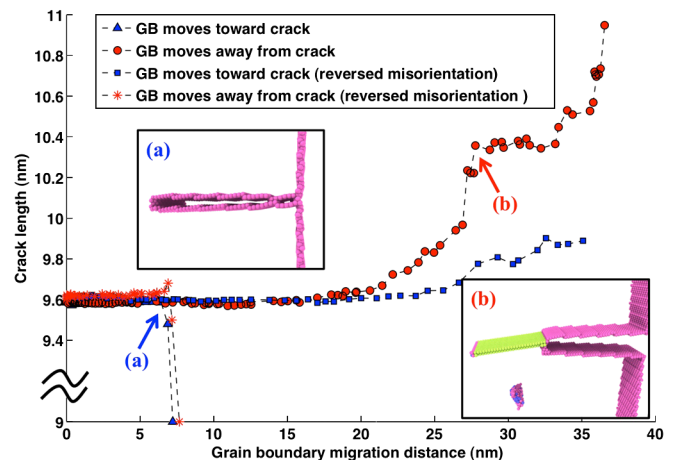 11
10.8
10.6
10.4
10.2
10
9.8
9.6
9.4
9
Crack length (nm)
GB moves toward crack
GB moves away from crack
GB moves toward crack (reversed misorientation)
GB moves away from crack (reversed misorientation )
(a)
(b)
(a)
(b)
0 5 10 15 20 25 30 35 40
Grain boundary migration distance (nm)